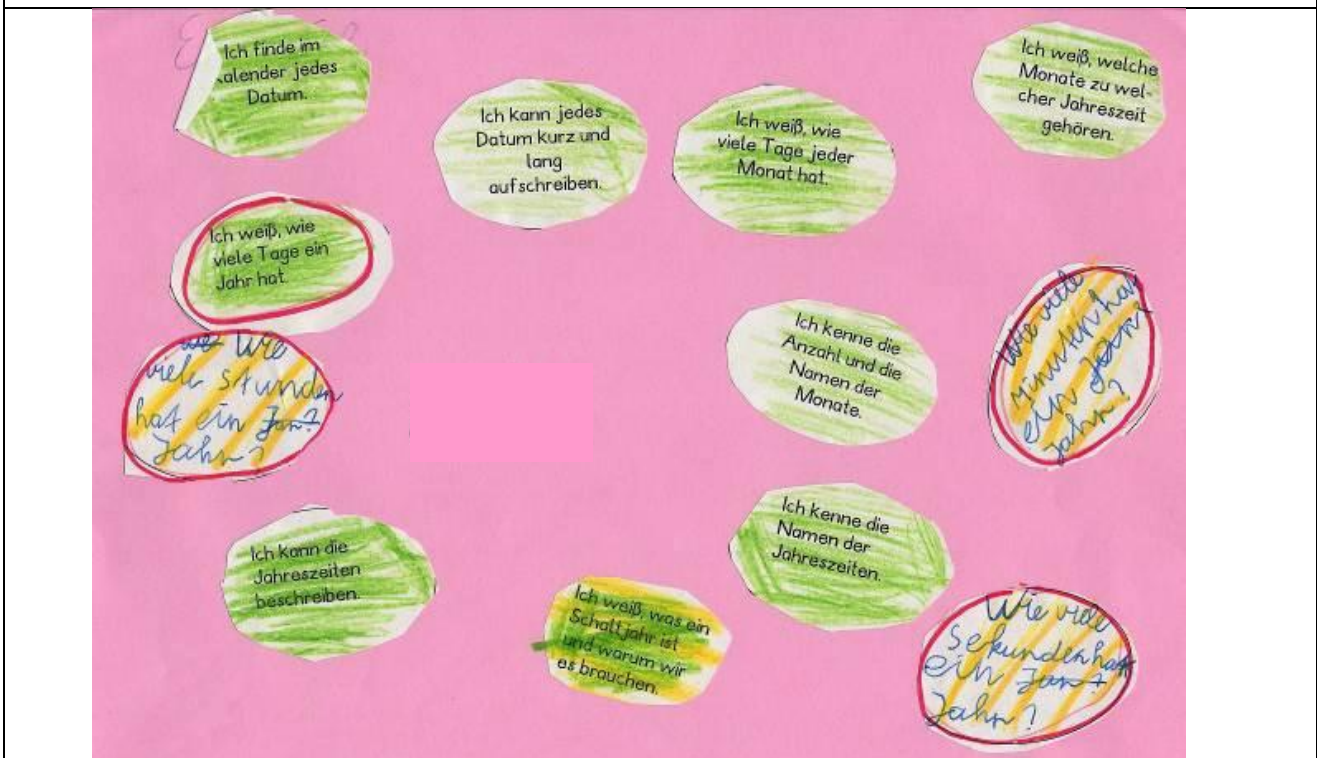 Ich finde im
Kalender jedes
Datum.
Ich kann jedes
Datum kurz und
lang
aufschreiben.
Ich weiß, wie
viele Tage jeder
Monat hat.
Ich weiß, welche
Monate zu wel-
cher Jahreszeit
gehören.
Ich weiß, wie
viele Tage ein
Jahr hat.
Wie
viele stunden
hat ein Jar?
Jahr?
Ich kenne die
Anzahl und die
Namen der
Monate.
Wie viele
Minuten hat
ein Jar?
Jahr?
Ich kann die
Jahreszeiten
beschreiben.
Ich weiß, was ein
Schaltjahr ist
und warum wir
es brauchen.
Ich kenne die
Namen der
Jahreszeiten.
Wie viele
Sekunden hat
ein Jar?
Jahr?